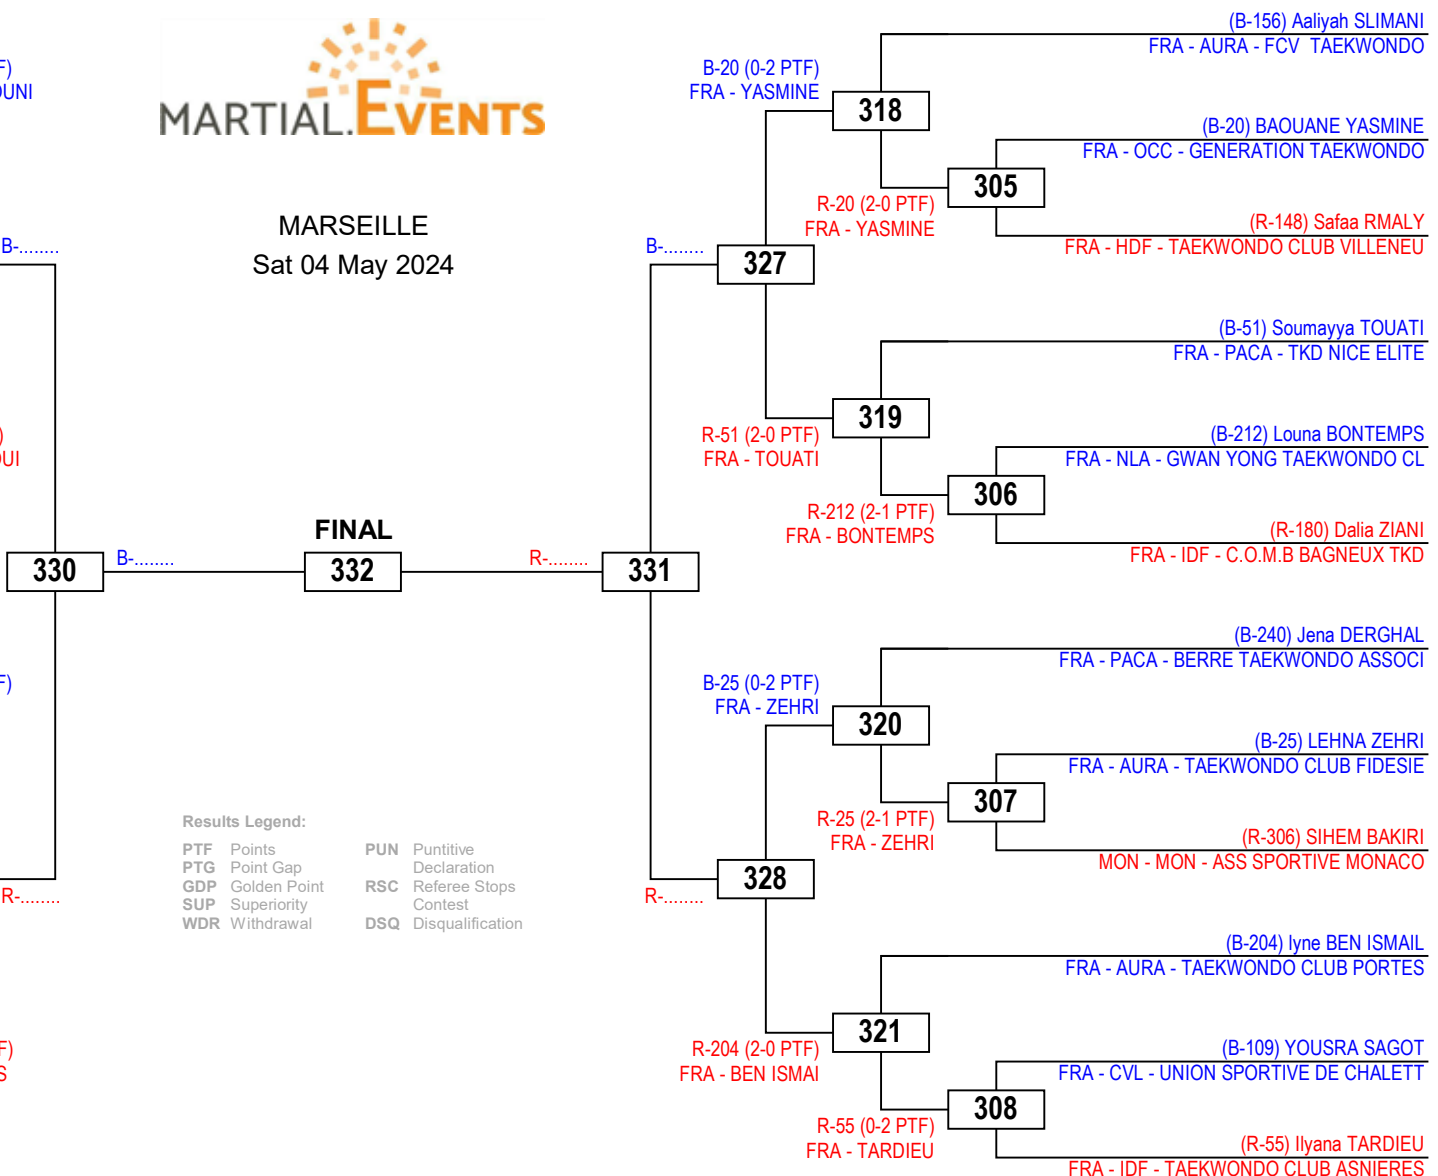 MARTIAL.EVENTS
MARSEILLE
Sat 04 May 2024
F)
OUNI
B-........
)
OUI
330
B-........
FINAL
332
R-........
331
F)
R-........
F)
S
Results Legend:
PTF Points
PTG Point Gap
GDP Golden Point
SUP Superiority
WDR Withdrawal
PUN Puntitive
Declaration
RSC Referee Stops
Contest
DSQ Disqualification
B-........
327
R-........
328
B-20 (0-2 PTF)
FRA - YASMINE
318
R-20 (2-0 PTF)
FRA - YASMINE
305
(B-156) Aaliyah SLIMANI
FRA - AURA - FCV TAEKWONDO
(B-20) BAOUANE YASMINE
FRA - OCC - GENERATION TAEKWONDO
(R-148) Safaa RMALY
FRA - HDF - TAEKWONDO CLUB VILLENEU
R-51 (2-0 PTF)
FRA - TOUATI
319
R-212 (2-1 PTF)
FRA - BONTEMPS
306
(B-51) Soumayya TOUATI
FRA - PACA - TKD NICE ELITE
(B-212) Louna BONTEMPS
FRA - NLA - GWAN YONG TAEKWONDO CL
(R-180) Dalia ZIANI
FRA - IDF - C.O.M.B BAGNEUX TKD
B-25 (0-2 PTF)
FRA - ZEHRI
320
R-25 (2-1 PTF)
FRA - ZEHRI
307
(B-240) Jena DERGHAL
FRA - PACA - BERRE TAEKWONDO ASSOCI
(B-25) LEHNA ZEHRI
FRA - AURA - TAEKWONDO CLUB FIDESIE
(R-306) SIHEM BAKIRI
MON - MON - ASS SPORTIVE MONACO
R-204 (2-0 PTF)
FRA - BEN ISMAI
321
R-55 (0-2 PTF)
FRA - TARDIEU
308
(B-204) Iyne BEN ISMAIL
FRA - AURA - TAEKWONDO CLUB PORTES
(B-109) YOUSRA SAGOT
FRA - CVL - UNION SPORTIVE DE CHALETT
(R-55) Ilyana TARDIEU
FRA - IDF - TAEKWONDO CLUB ASNIERES